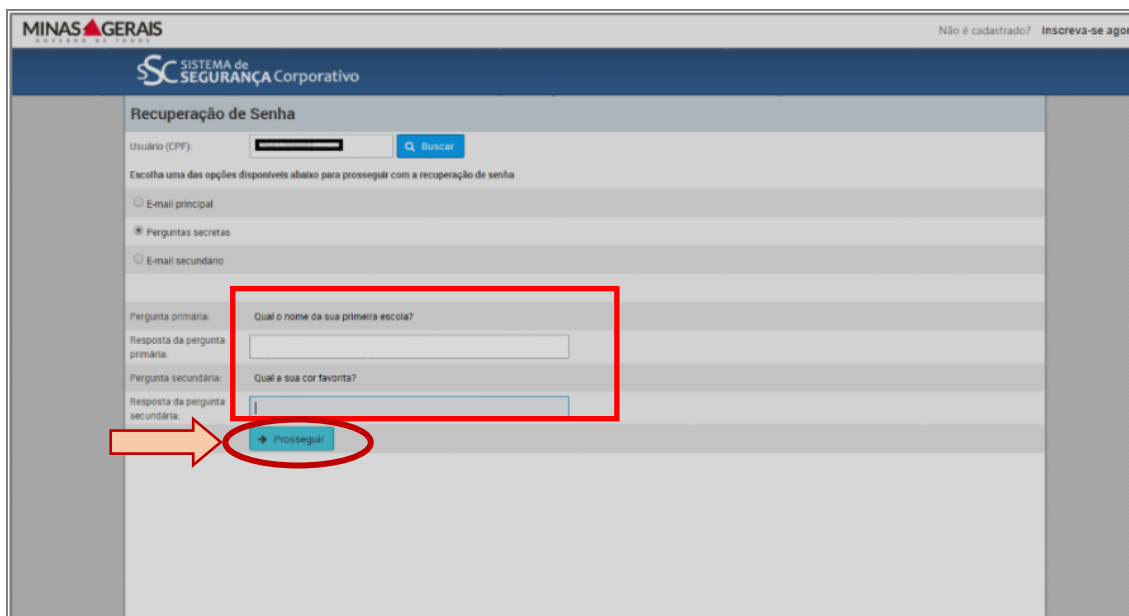 MINAS GERAIS
GOVERNO DE TODOS
Não é cadastrado? Inscreva-se agor
SSC SISTEMA de SEGURANÇA Corporativo
Recuperação de Senha
Usuário (CPF):
Buscar
Escolha uma das opções disponíveis abaixo para prosseguir com a recuperação de senha
E-mail principal
Perguntas secretas
E-mail secundário
Pergunta primária: Qual o nome da sua primeira escola?
Resposta da pergunta
primária:
Pergunta secundária: Qual a sua cor favorita?
Resposta da pergunta
secundária:
Prosseguir